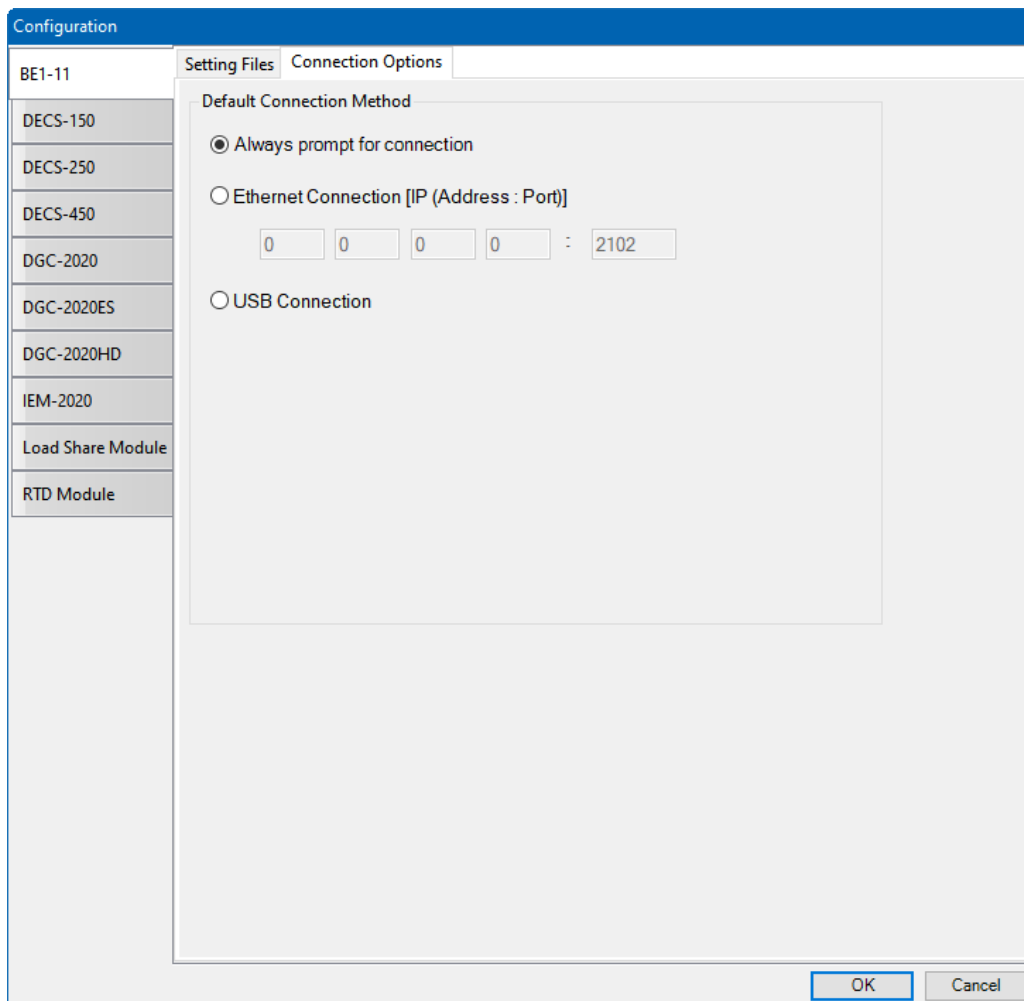 Configuration
BE1-11
DECS-150
DECS-250
DECS-450
DGC-2020
DGC-2020ES
DGC-2020HD
IEM-2020
Load Share Module
RTD Module
Setting Files
Connection Options
Default Connection Method
Always prompt for connection
Ethernet Connection [IP (Address : Port)]
0 0 0 0 : 2102
USB Connection
OK
Cancel